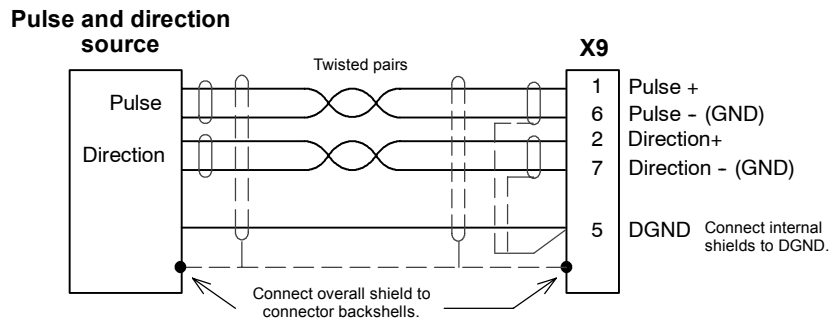 Pulse and direction
source
X9
Twisted pairs
Pulse
Direction
1 Pulse +
6 Pulse - (GND)
2 Direction+
7 Direction - (GND)
5 DGND Connect internal
shields to DGND.
Connect overall shield to
connector backshells.